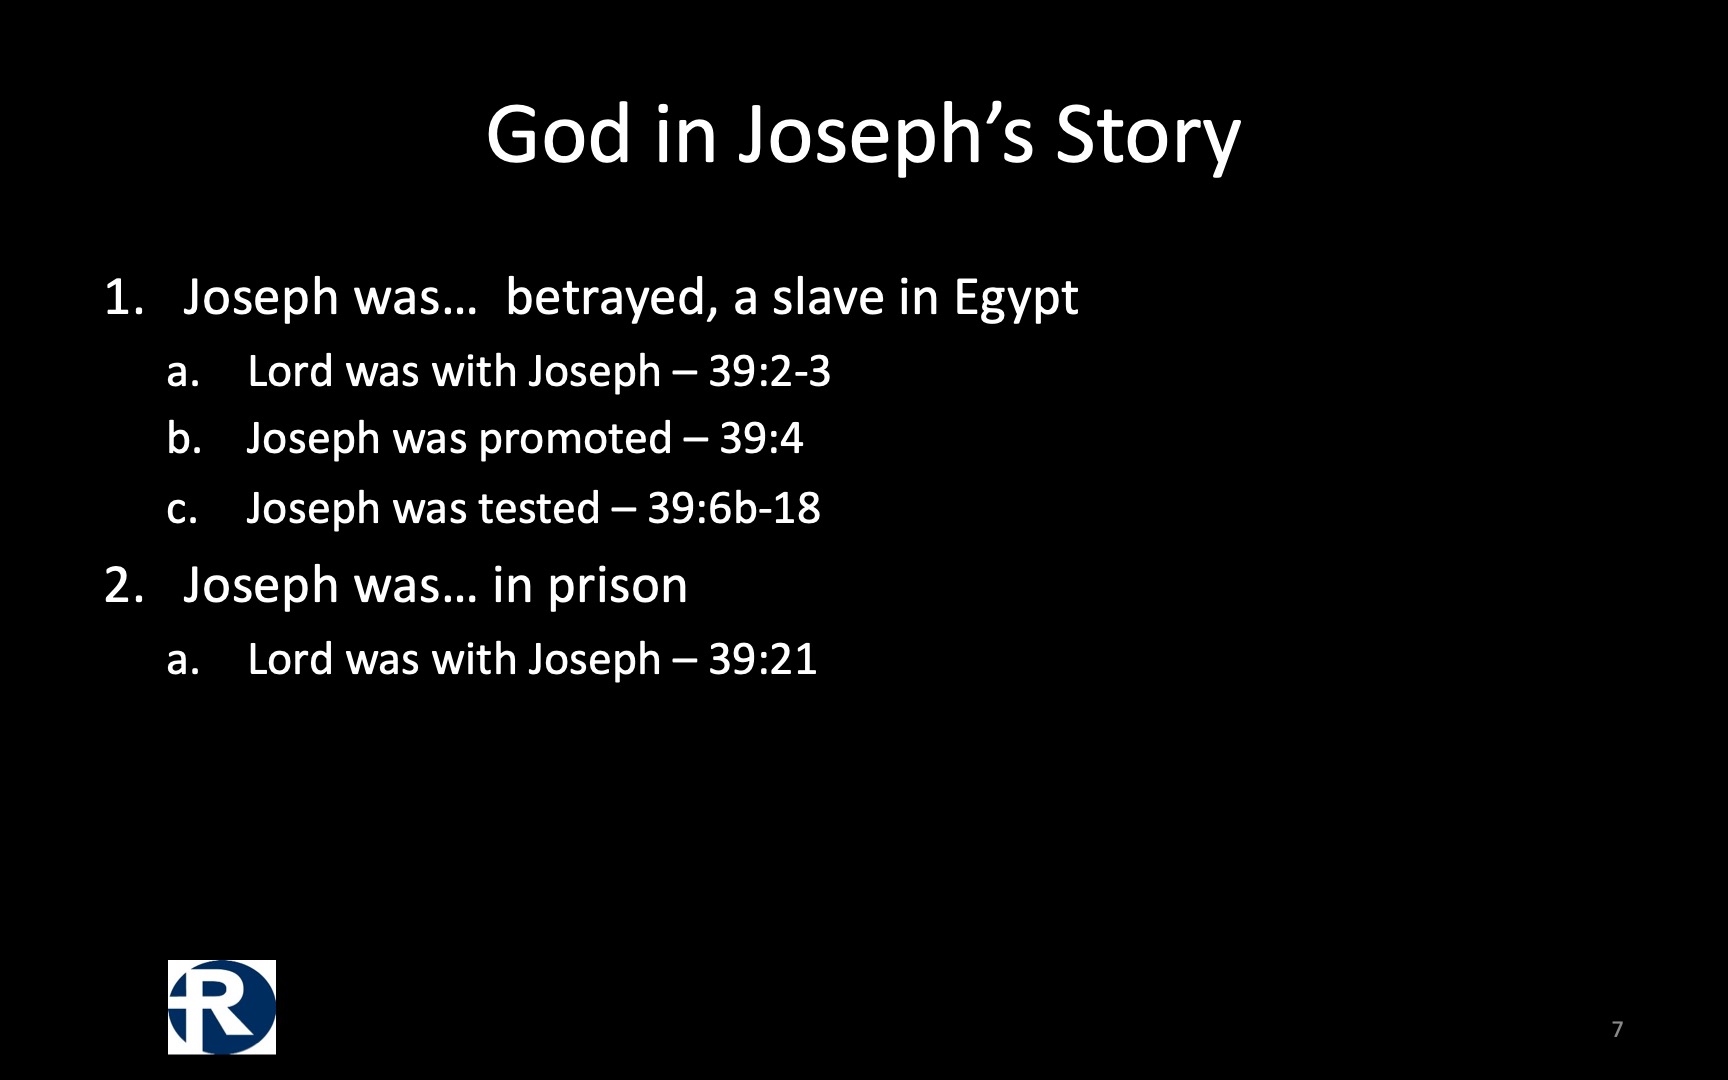 God in Joseph’s Story
1. Joseph was… betrayed, a slave in Egypt
a. Lord was with Joseph – 39:2-3
b. Joseph was promoted – 39:4
c. Joseph was tested – 39:6b-18
2. Joseph was… in prison
a. Lord was with Joseph – 39:21
R
7